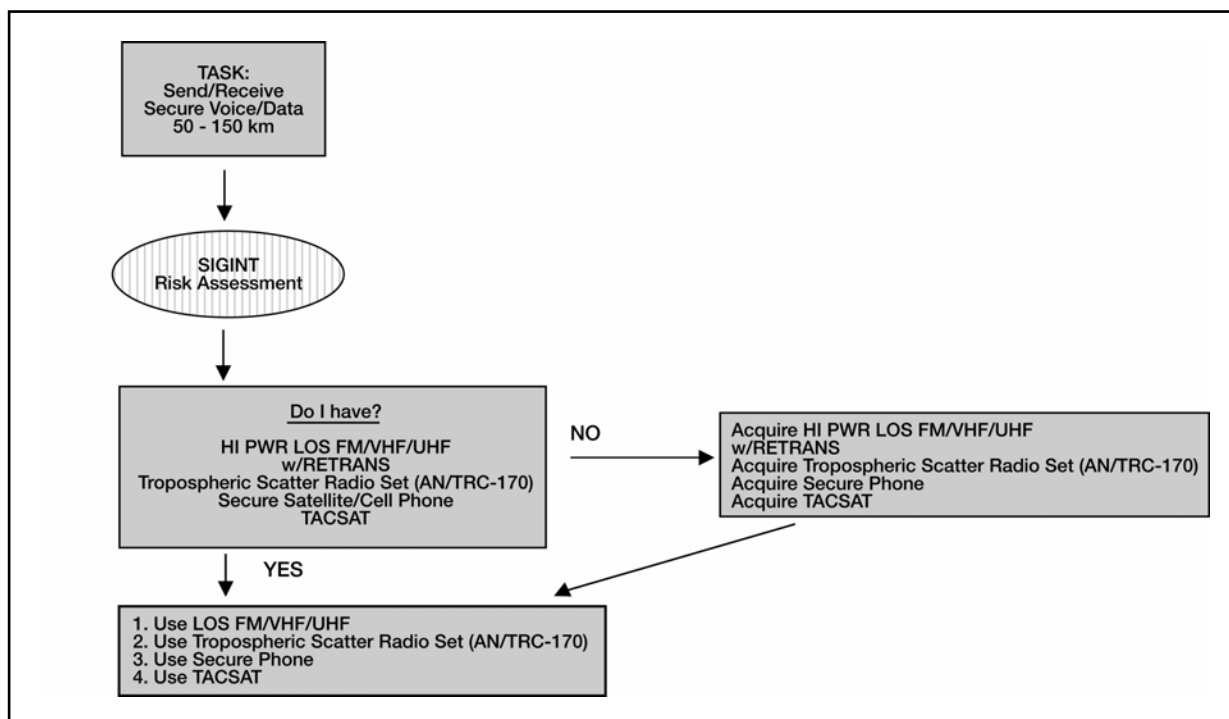 TASK:
Send/Receive
Secure Voice/Data
50 - 150 km
SIGINT
Risk Assessment
Do I have?
HI PWR LOS FM/VHF/UHF
w/RETRANS
Tropospheric Scatter Radio Set (AN/TRC-170)
Secure Satellite/Cell Phone
TACSAT
NO
Acquire HI PWR LOS FM/VHF/UHF
w/RETRANS
Acquire Tropospheric Scatter Radio Set (AN/TRC-170)
Acquire Secure Phone
Acquire TACSAT
YES
1. Use LOS FM/VHF/UHF
2. Use Tropospheric Scatter Radio Set (AN/TRC-170)
3. Use Secure Phone
4. Use TACSAT